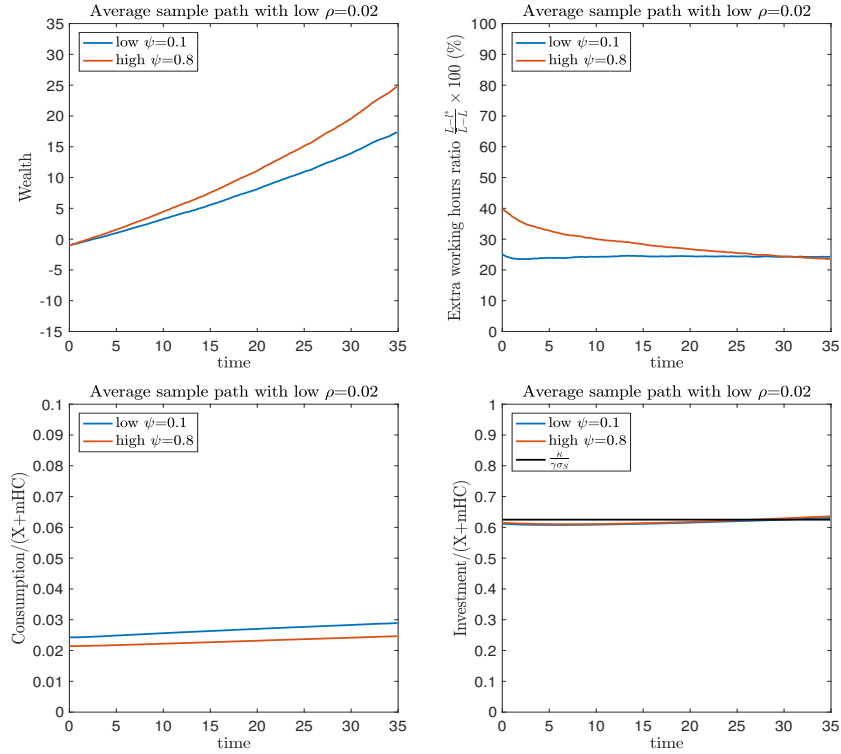 Average sample path with low ρ=0.02
35
30
25
20
15
10
5
0
-5
-10
-15
Wealth
low ψ=0.1
high ψ=0.8
0 5 10 15 20 25 30 35
time
Average sample path with low ρ=0.02
100
90
80
70
60
50
40
30
20
10
0
Extra working hours ratio \frac{L-l^*}{L-L} × 100 (%)
low ψ=0.1
high ψ=0.8
0 5 10 15 20 25 30 35
time
Average sample path with low ρ=0.02
0.1
0.09
0.08
0.07
0.06
0.05
0.04
0.03
0.02
0.01
0
Consumption/(X+mHC)
low ψ=0.1
high ψ=0.8
0 5 10 15 20 25 30 35
time
Average sample path with low ρ=0.02
1
0.9
0.8
0.7
0.6
0.5
0.4
0.3
0.2
0.1
0
Investment/(X+mHC)
low ψ=0.1
high ψ=0.8
\frac{κ}{γσ_S}
0 5 10 15 20 25 30 35
time